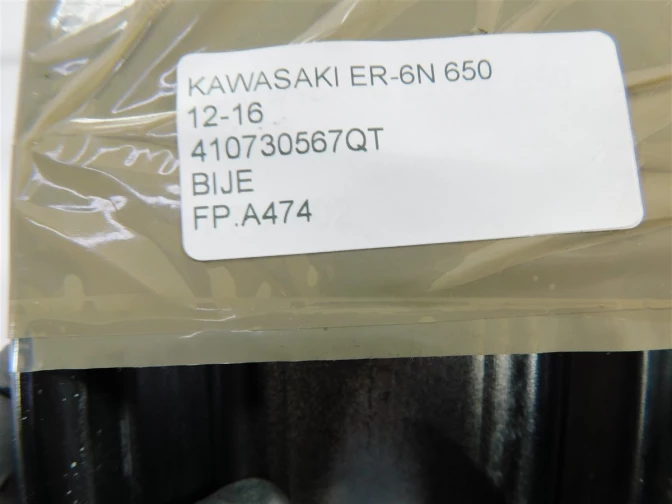 KAWASAKI ER-6N 650
12-16
410730567QT
BIJE
FP.A474